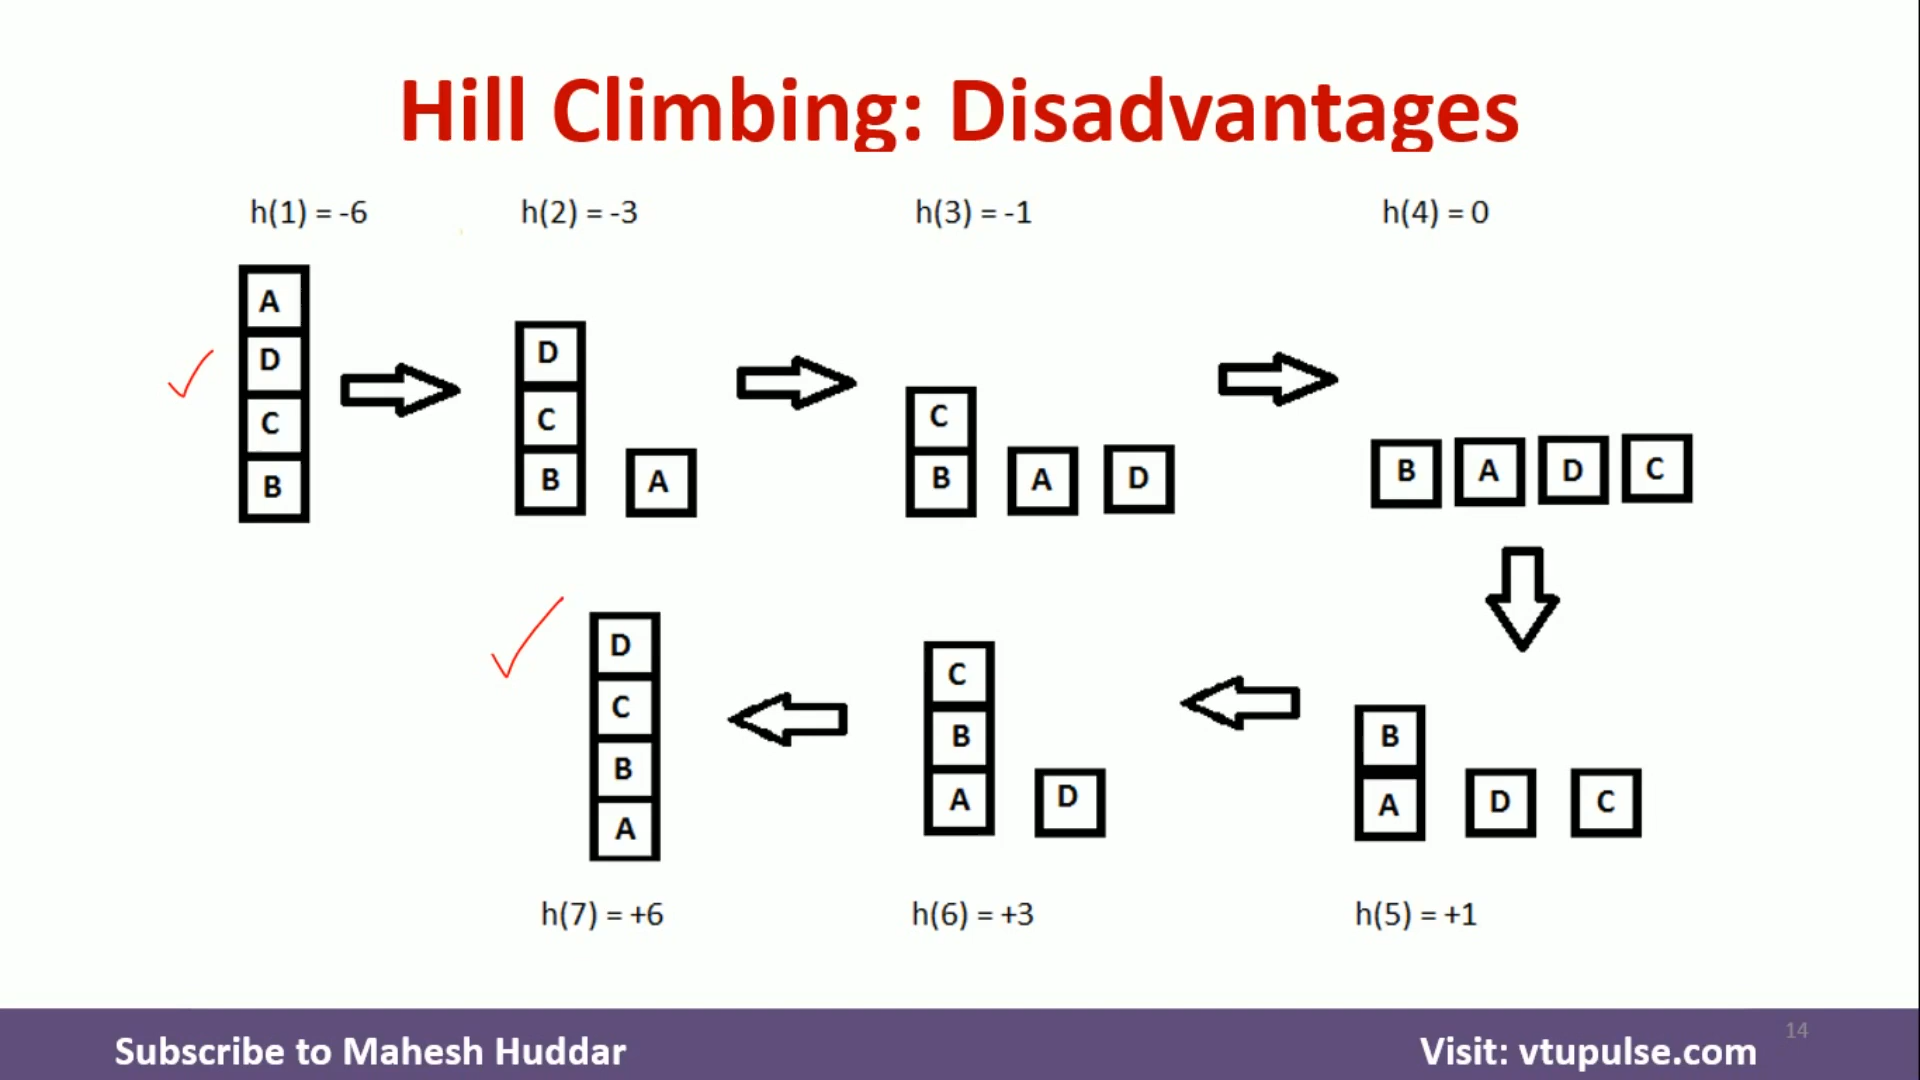 Hill Climbing: Disadvantages
h(1) = -6
h(2) = -3
h(3) = -1
h(4) = 0
A
D
C
B
D
C
B
A
C
B
A
D
B
A
D
C
D
C
B
A
C
B
A
D
B
A
D
C
h(7) = +6
h(6) = +3
h(5) = +1
Subscribe to Mahesh Huddar
Visit: vtupulse.com
14